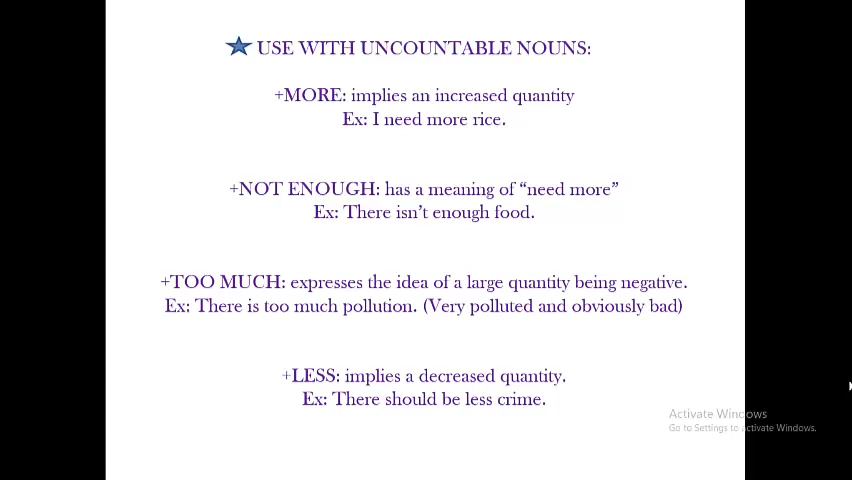 USE WITH UNCOUNTABLE NOUNS:
+MORE: implies an increased quantity
Ex: I need more rice.
+NOT ENOUGH: has a meaning of “need more”
Ex: There isn’t enough food.
+TOO MUCH: expresses the idea of a large quantity being negative.
Ex: There is too much pollution. (Very polluted and obviously bad)
+LESS: implies a decreased quantity.
Ex: There should be less crime.
Activate Windows
Go to Settings to activate Windows.